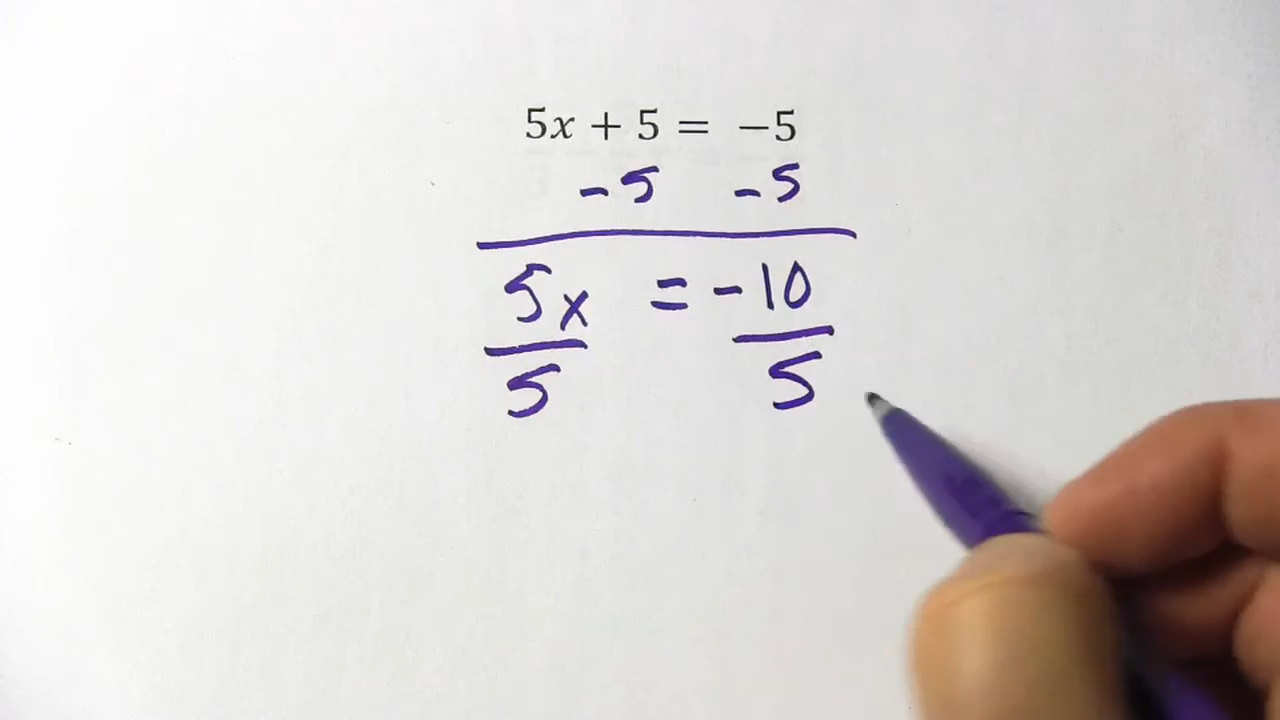 5x + 5 = −5
-5 -5
5x = -10
5 5